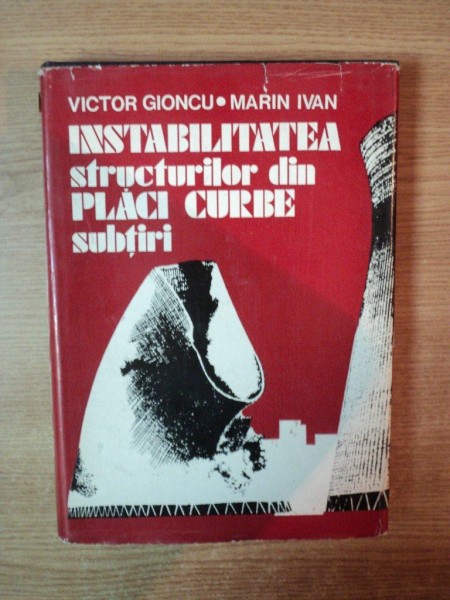 VICTOR GIONCU • MARIN IVAN
INSTABILITATEA
structurilor din
PLĂCI CURBE
subțiri